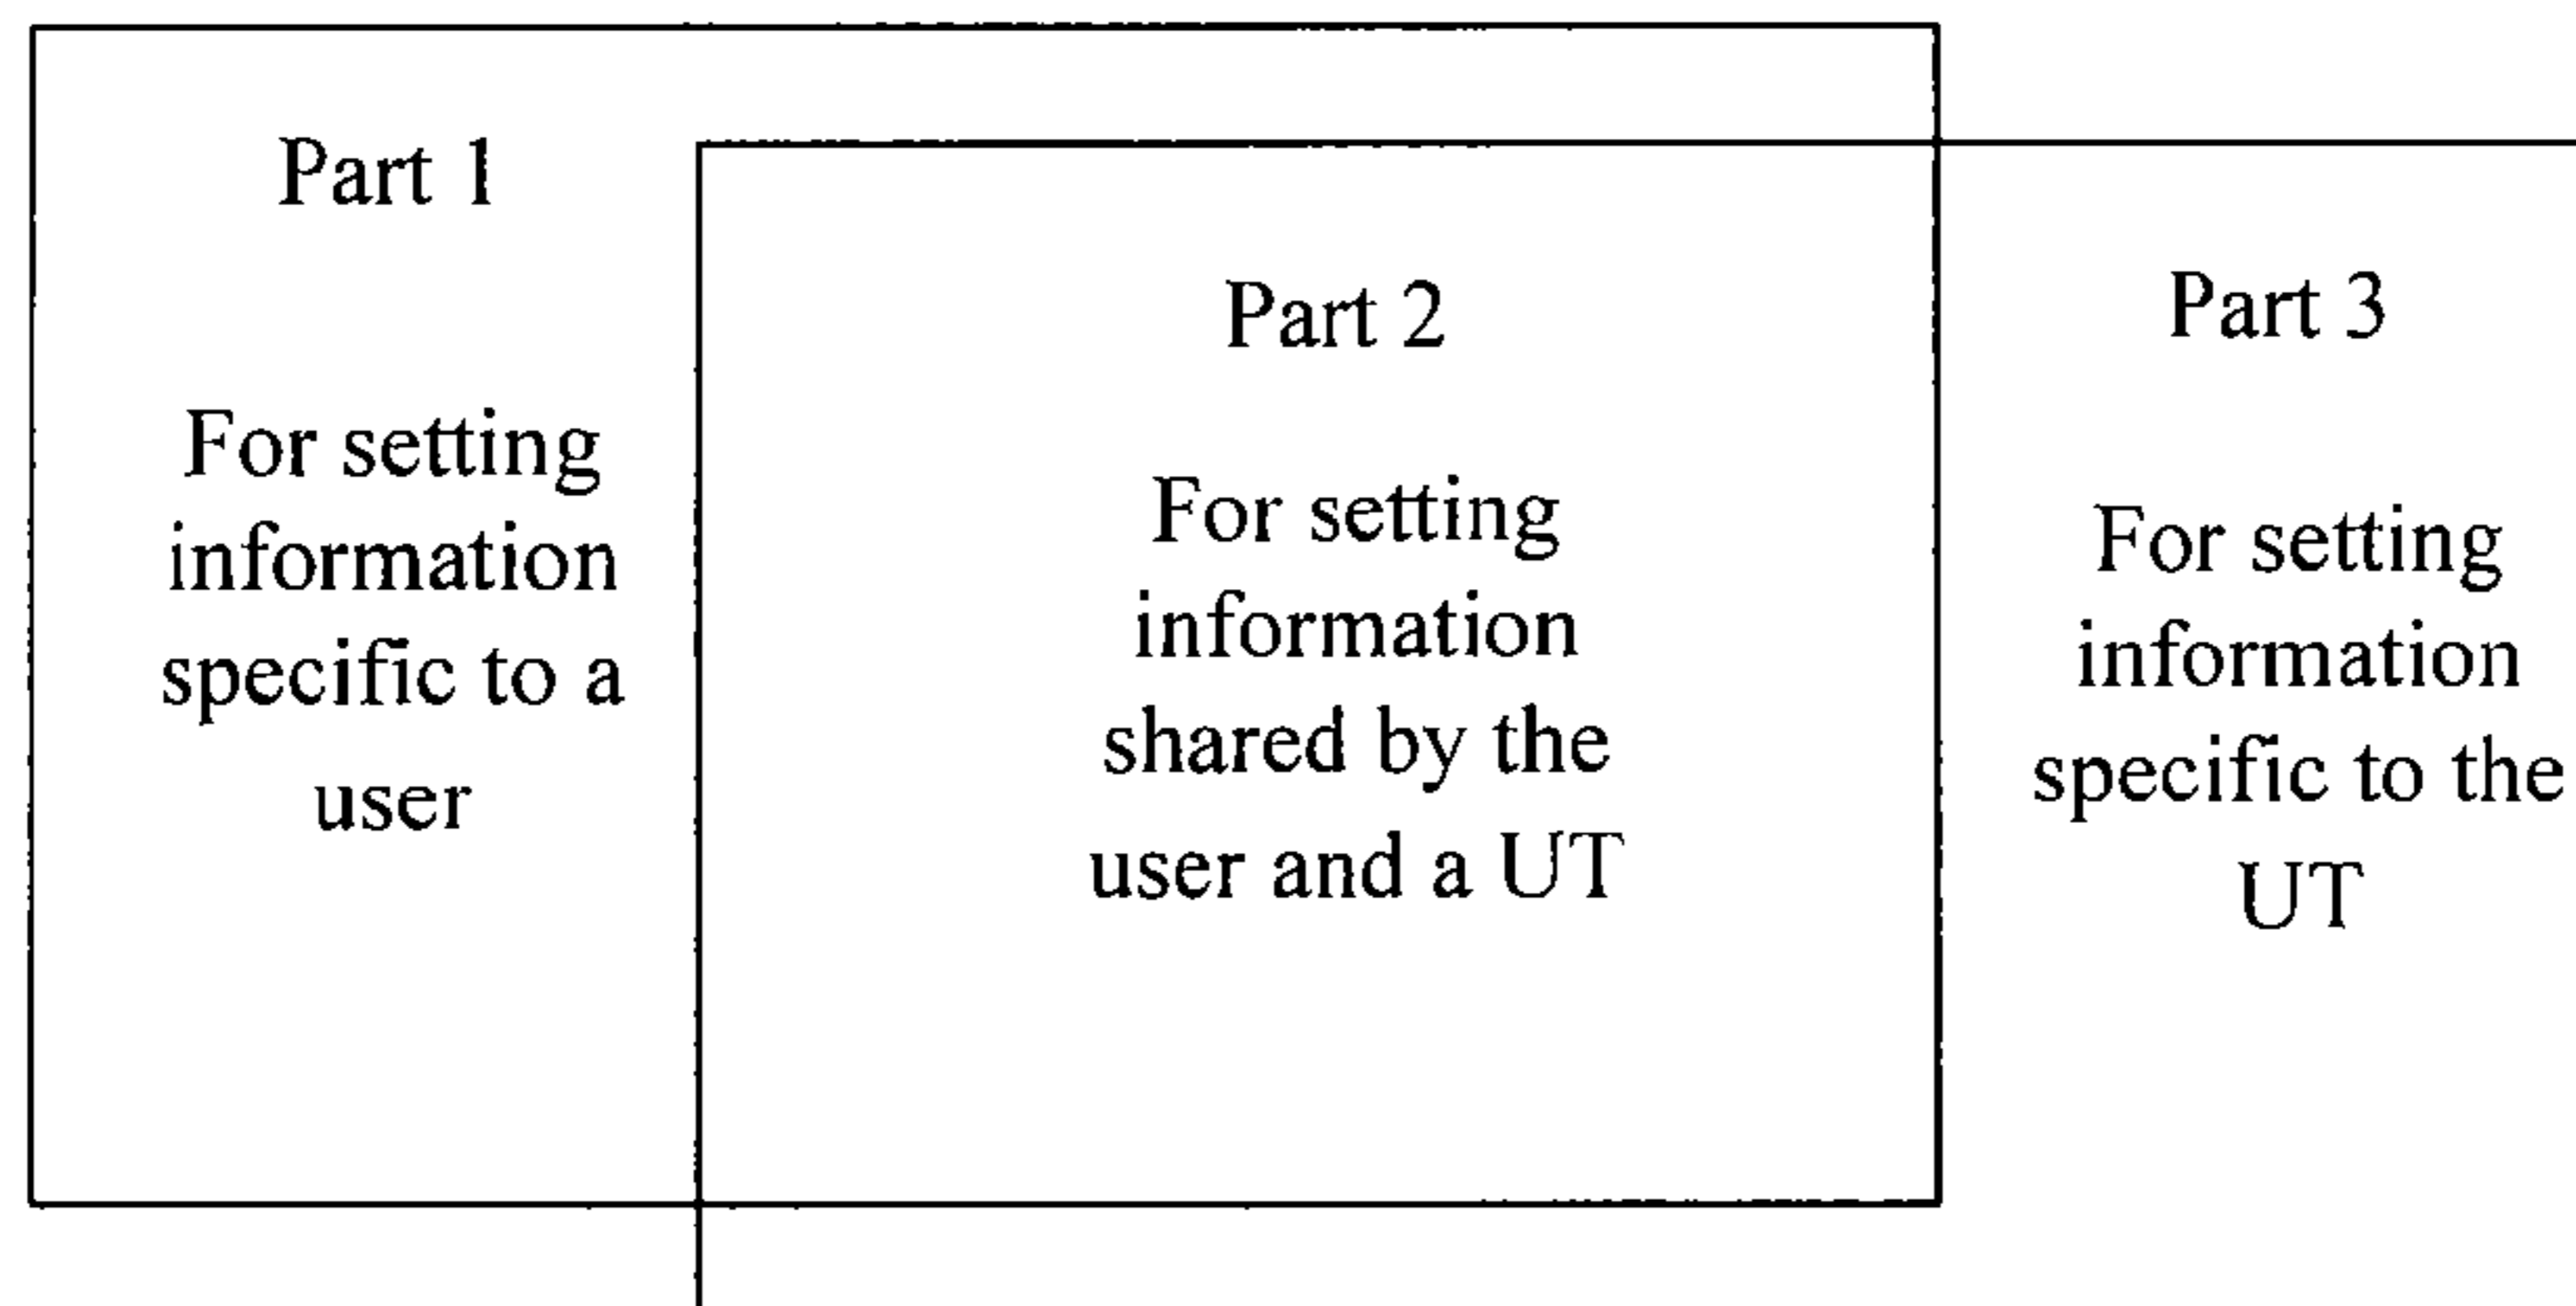 Part 1
For setting
information
specific to a
user
Part 2
For setting
information
shared by the
user and a UT
Part 3
For setting
information
specific to the
UT